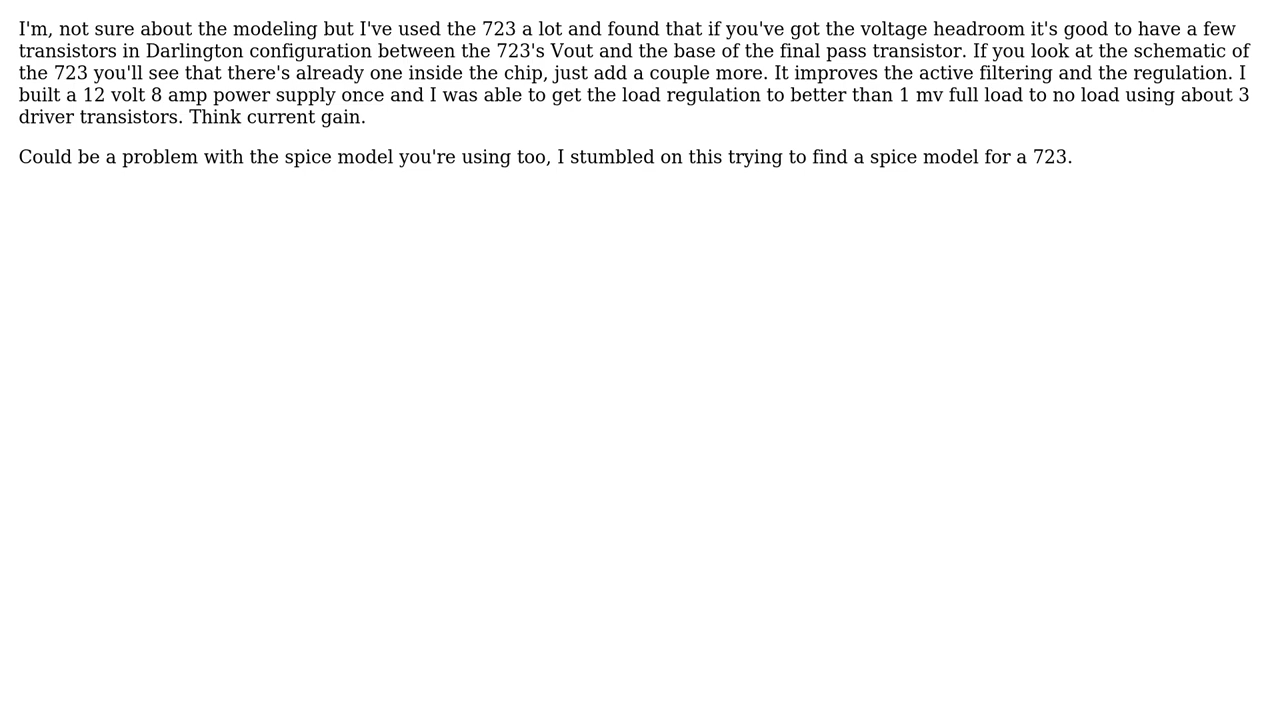 I'm, not sure about the modeling but I've used the 723 a lot and found that if you've got the voltage headroom it's good to have a few
transistors in Darlington configuration between the 723's Vout and the base of the final pass transistor. If you look at the schematic of
the 723 you'll see that there's already one inside the chip, just add a couple more. It improves the active filtering and the regulation. I
built a 12 volt 8 amp power supply once and I was able to get the load regulation to better than 1 mv full load to no load using about 3
driver transistors. Think current gain.
Could be a problem with the spice model you're using too, I stumbled on this trying to find a spice model for a 723.